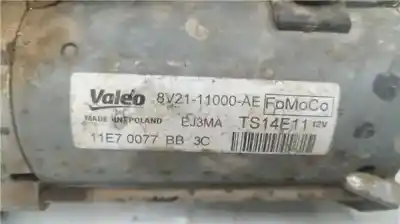 Valeo 8V21-11000-AE FoMoCo
MADE IN POLAND EJ3MA TS14E11 12V
11E7 0077 BB 3C